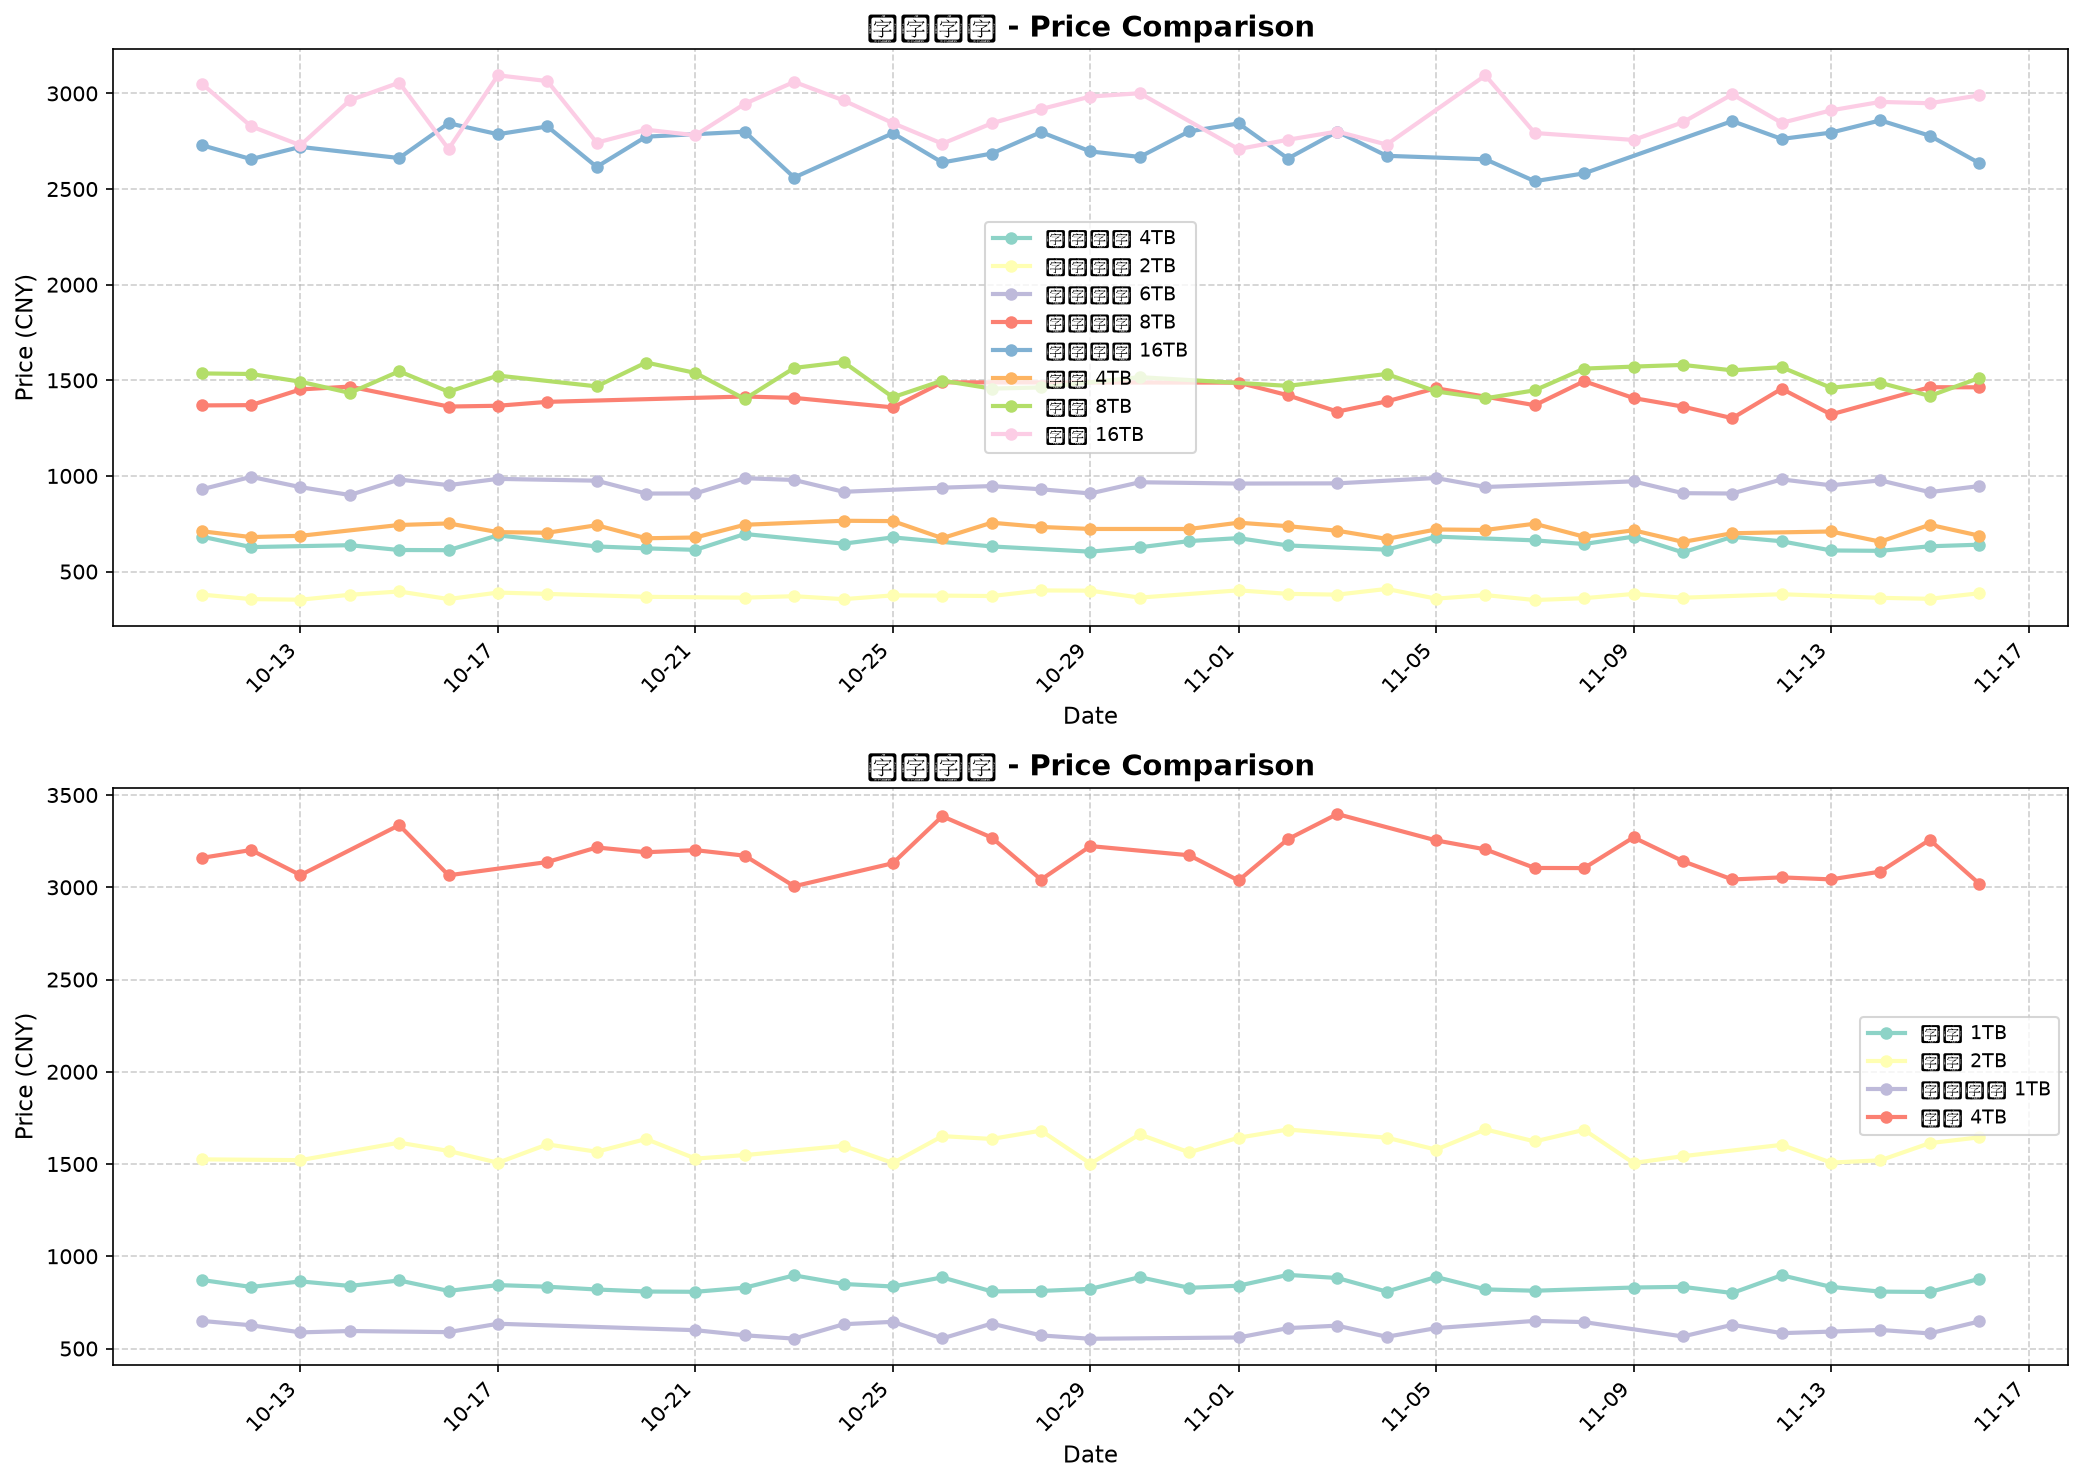 - Price Comparison
3000
2500
2000
1500
1000
500
Price (CNY)
4TB
2TB
6TB
8TB
16TB
4TB
8TB
16TB
10-13
10-17
10-21
10-25
10-29
11-01
11-05
11-09
11-13
11-17
Date
- Price Comparison
3500
3000
2500
2000
1500
1000
500
Price (CNY)
1TB
2TB
1TB
4TB
10-13
10-17
10-21
10-25
10-29
11-01
11-05
11-09
11-13
11-17
Date